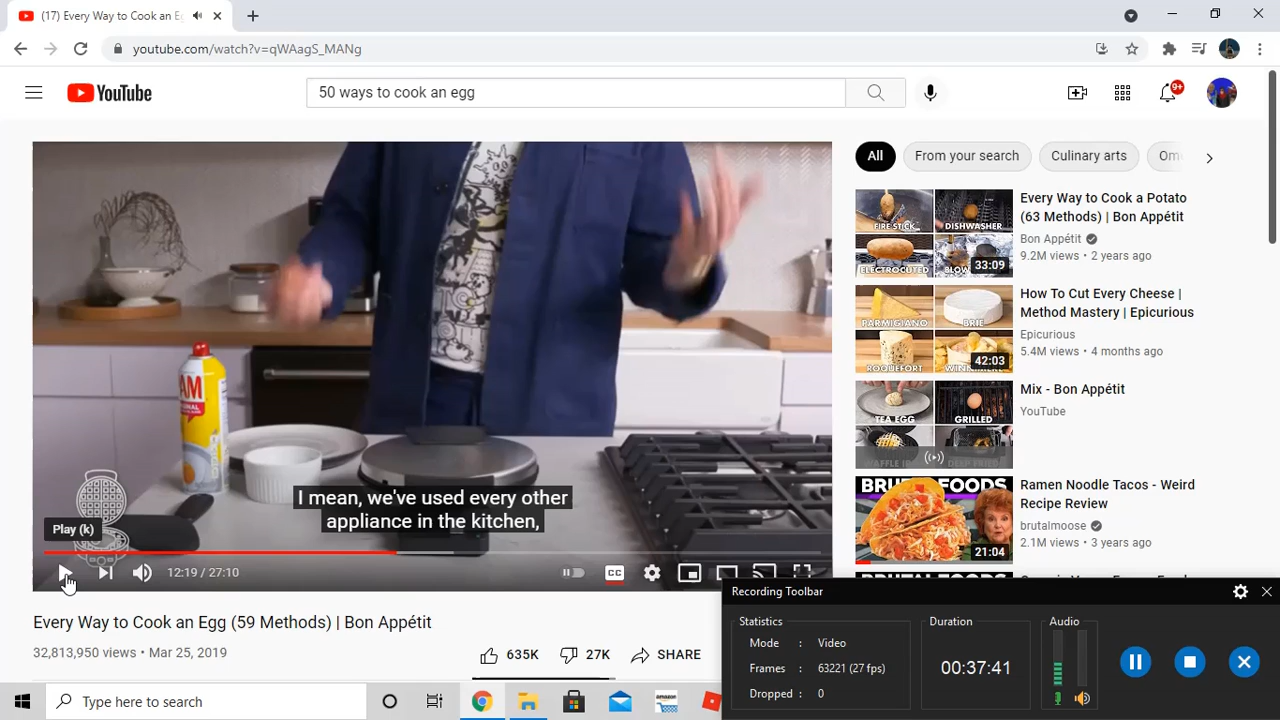 (17) Every Way to Cook an E
youtube.com/watch?v=qWAagS_MANg
YouTube
50 ways to cook an egg
9+
All
From your search
Culinary arts
Om
AM
I mean, we've used every other
appliance in the kitchen,
Play (k)
12:19 / 27:10
CC
Every Way to Cook an Egg (59 Methods) | Bon Appétit
32,813,950 views • Mar 25, 2019
635K
27K
SHARE
FIRE STICK
DISHWASHER
ELECTROCUTED
33:09
Every Way to Cook a Potato
(63 Methods) | Bon Appétit
Bon Appétit
9.2M views • 2 years ago
PARMIGIANO
BRIE
ROQUEFORT
42:03
How To Cut Every Cheese |
Method Mastery | Epicurious
Epicurious
5.4M views • 4 months ago
TEA EGG
GRILLED
Mix - Bon Appétit
YouTube
BRUTALFOODS
21:04
Ramen Noodle Tacos - Weird
Recipe Review
brutalmoose
2.1M views • 3 years ago
Recording Toolbar
Statistics
Mode : Video
Frames : 63221 (27 fps)
Dropped : 0
Duration
00:37:41
Audio
Type here to search
amazon